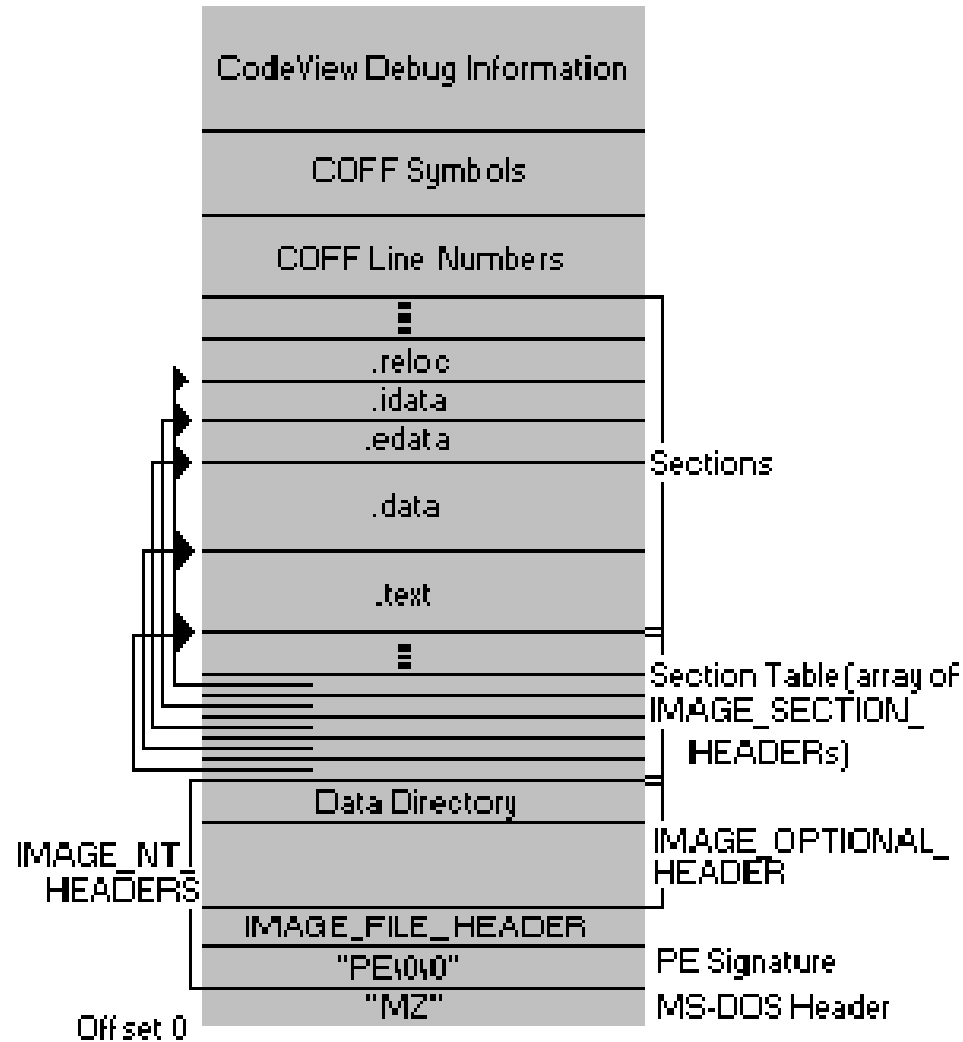 CodeView Debug Information
COFF Symbols
COFF Line Numbers
.reloc
.idata
.edata
Sections
.data
.text
Section Table (array of
IMAGE_SECTION_
HEADERs)
Data Directory
IMAGE_NT_
HEADERS
IMAGE_OPTIONAL_
HEADER
IMAGE_FILE_HEADER
"PE\0\0"
PE Signature
"MZ"
MS-DOS Header
Offset 0